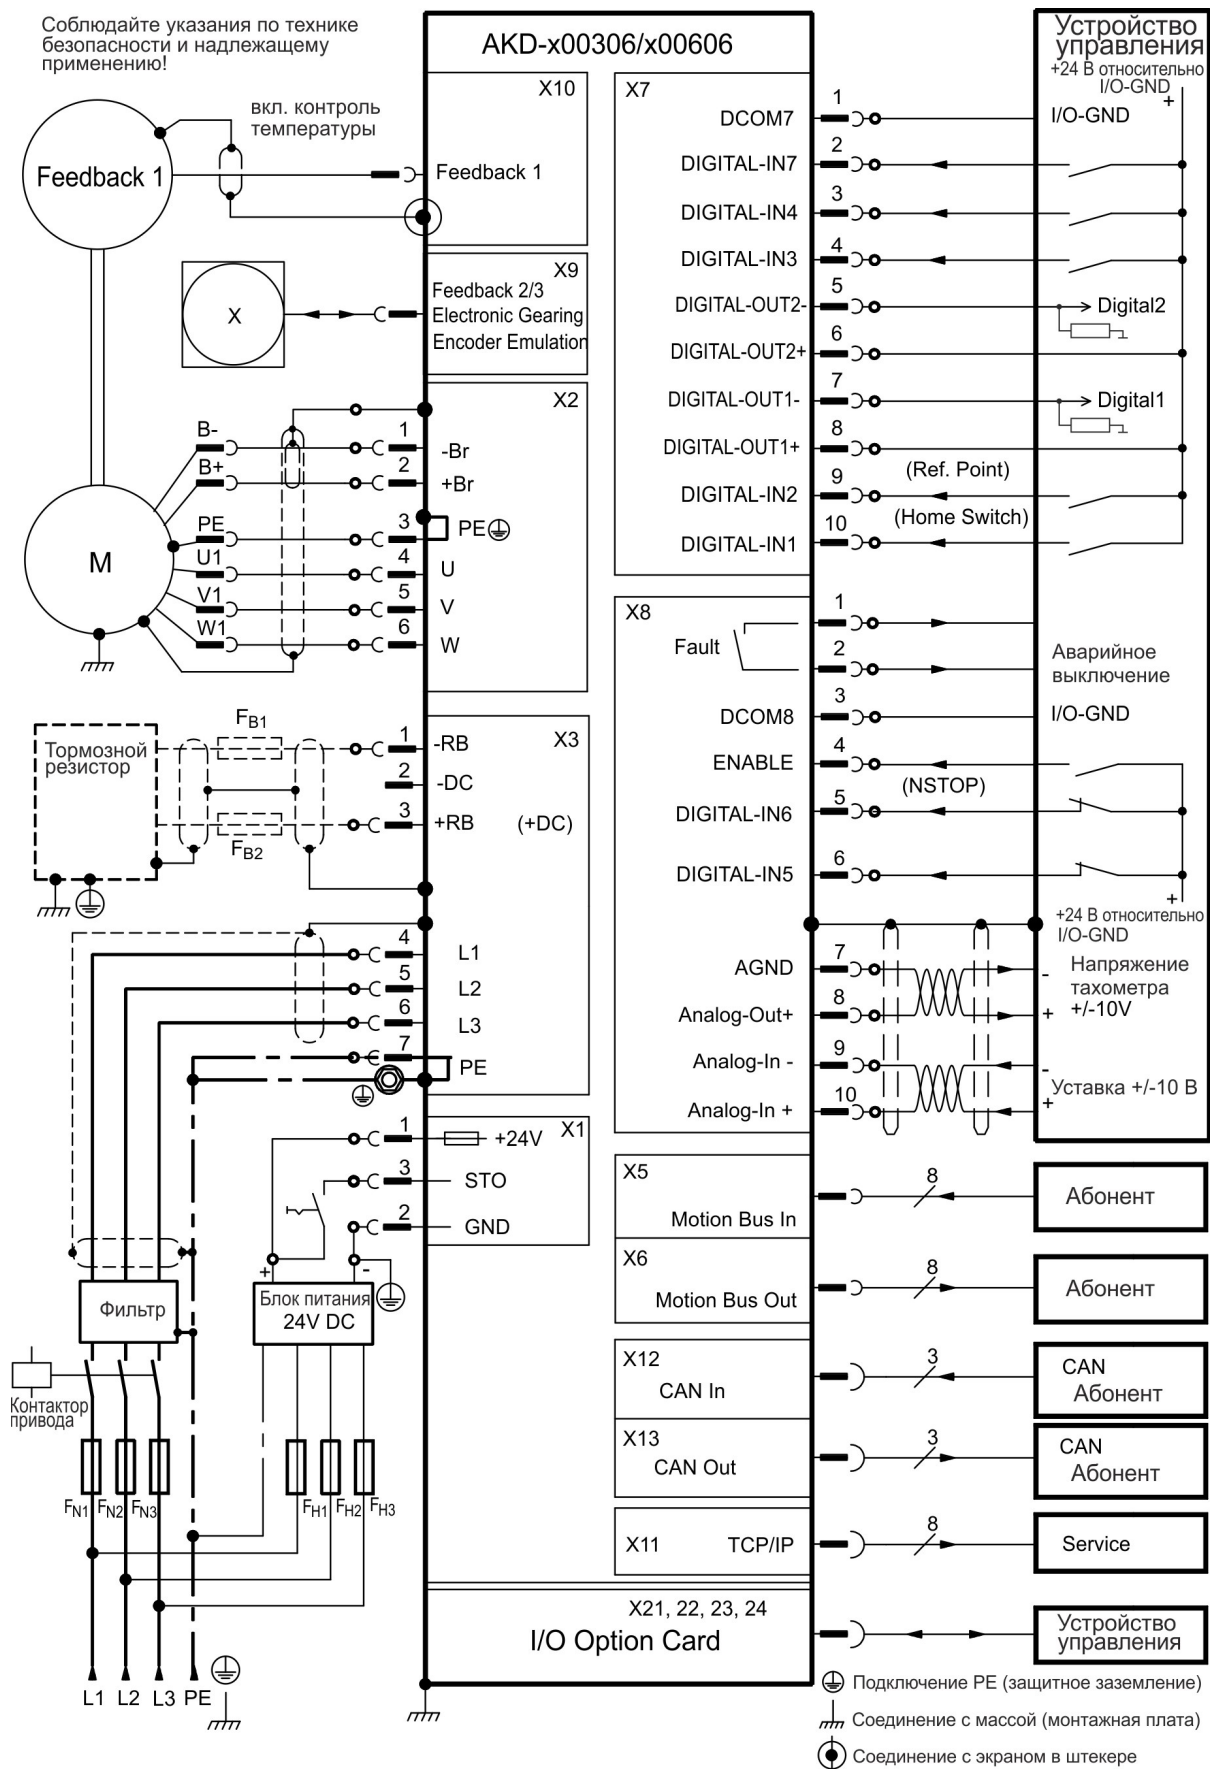 Соблюдайте указания по технике
безопасности и надлежащему
применению!
AKD-x00306/x00606
Устройство
управления
+24 В относительно
I/O-GND
+
вкл. контроль
температуры
Feedback 1
X10
Feedback 1
X9
Feedback 2/3
Electronic Gearing
Encoder Emulation
X
X2
B-
1
-Br
B+
2
+Br
PE
3
PE
U1
4
U
V1
5
V
W1
6
W
M
X3
Тормозной
резистор
FB1
FB2
1
-RB
2
-DC
3
+RB
(+DC)
4
L1
5
L2
6
L3
7
PE
X1
1
+24V
3
STO
2
GND
+
-
Блок питания
24V DC
Фильтр
Контактор
привода
FN1
FN2
FN3
FH1
FH2
FH3
L1
L2
L3
PE
X7
DCOM7
1
I/O-GND
DIGITAL-IN7
2
DIGITAL-IN4
3
DIGITAL-IN3
4
DIGITAL-OUT2-
5
Digital2
DIGITAL-OUT2+
6
DIGITAL-OUT1-
7
Digital1
DIGITAL-OUT1+
8
(Ref. Point)
DIGITAL-IN2
9
(Home Switch)
DIGITAL-IN1
10
X8
Fault
1
2
Аварийное
выключение
DCOM8
3
I/O-GND
ENABLE
4
(NSTOP)
DIGITAL-IN6
5
DIGITAL-IN5
6
+
+24 В относительно
I/O-GND
AGND
7
-
Напряжение
тахометра
+/-10V
Analog-Out+
8
+
Analog-In -
9
-
Уставка +/-10 В
Analog-In +
10
+
X5
Motion Bus In
8
Абонент
X6
Motion Bus Out
8
Абонент
X12
CAN In
3
CAN
Абонент
X13
CAN Out
3
CAN
Абонент
X11
TCP/IP
8
Service
X21, 22, 23, 24
I/O Option Card
Устройство
управления
Подключение PE (защитное заземление)
Соединение с массой (монтажная плата)
Соединение с экраном в штекере